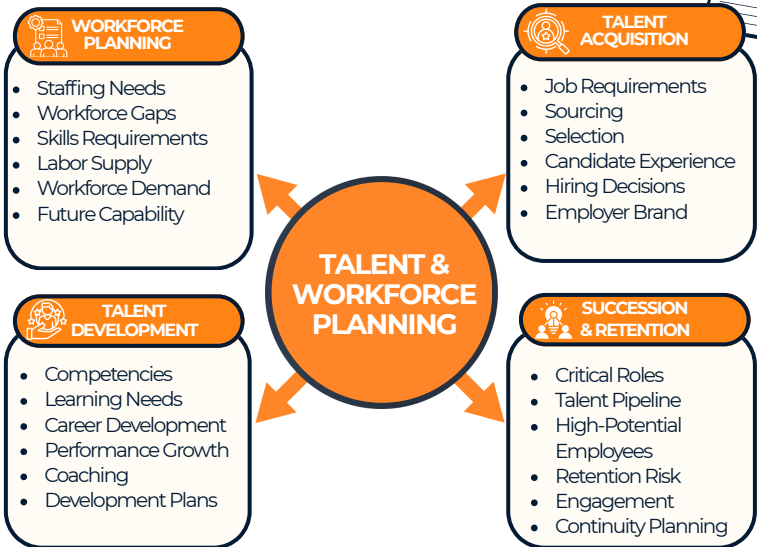 WORKFORCE
PLANNING
• Staffing Needs
• Workforce Gaps
• Skills Requirements
• Labor Supply
• Workforce Demand
• Future Capability
TALENT
ACQUISITION
• Job Requirements
• Sourcing
• Selection
• Candidate Experience
• Hiring Decisions
• Employer Brand
TALENT &
WORKFORCE
PLANNING
TALENT
DEVELOPMENT
• Competencies
• Learning Needs
• Career Development
• Performance Growth
• Coaching
• Development Plans
SUCCESSION
& RETENTION
• Critical Roles
• Talent Pipeline
• High-Potential
Employees
• Retention Risk
• Engagement
• Continuity Planning